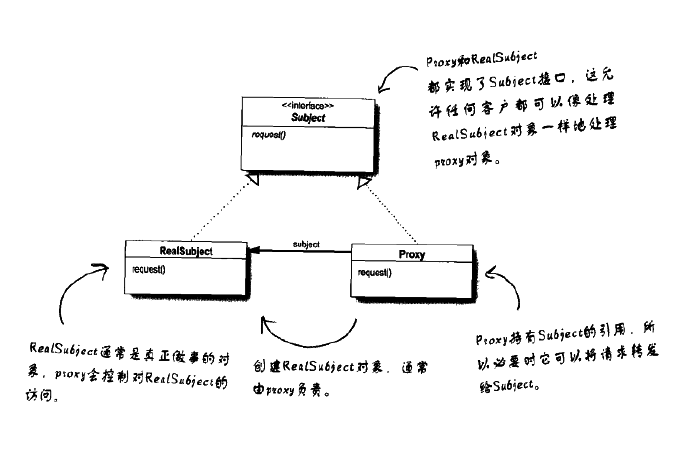 Proxy和RealSubject
都实现了Subject接口，这允
许任何客户都可以像处理
RealSubject对象一样地处理
proxy对象。
<<interface>>
Subject
request()
RealSubject
request()
subject
Proxy
request()
RealSubject通常是真正做事的对
象，proxy会控制对RealSubject的
访问。
创建RealSubject对象，通常
由proxy负责。
Proxy持有Subject的引用，所
以必要时它可以将请求转发
给Subject。